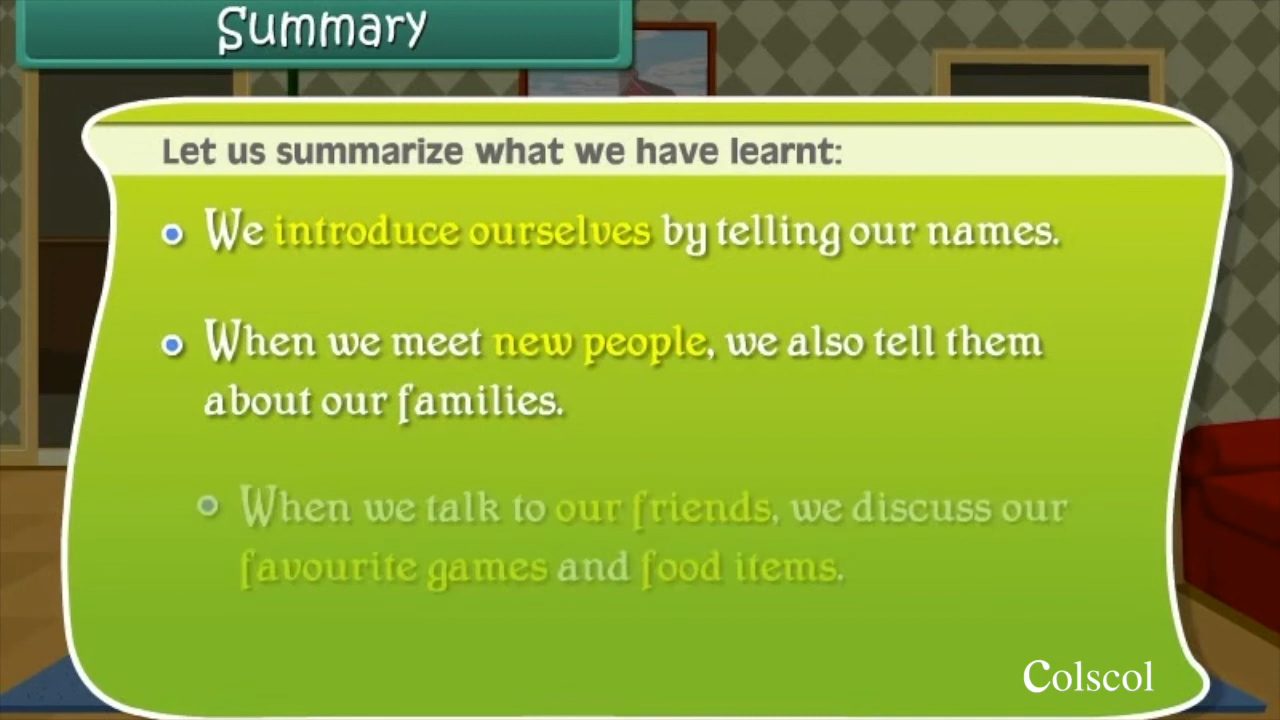 Summary
Let us summarize what we have learnt:
We introduce ourselves by telling our names.
When we meet new people, we also tell them
about our families.
When we talk to our friends, we discuss our
favourite games and food items.
Colscol